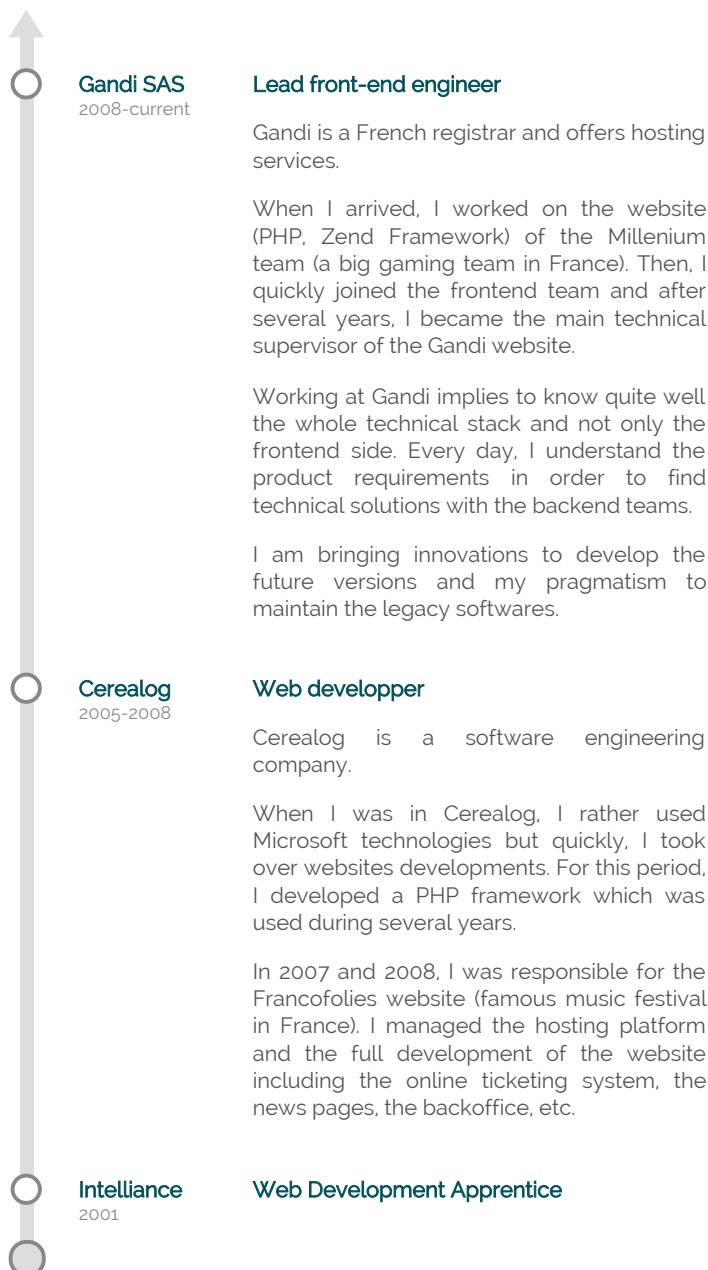 Gandi SAS
2008-current
Lead front-end engineer
Gandi is a French registrar and offers hosting
services.
When I arrived, I worked on the website
(PHP, Zend Framework) of the Millenium
team (a big gaming team in France). Then, I
quickly joined the frontend team and after
several years, I became the main technical
supervisor of the Gandi website.
Working at Gandi implies to know quite well
the whole technical stack and not only the
frontend side. Every day, I understand the
product requirements in order to find
technical solutions with the backend teams.
I am bringing innovations to develop the
future versions and my pragmatism to
maintain the legacy softwares.
Cerealog
2005-2008
Web developper
Cerealog is a software engineering
company.
When I was in Cerealog, I rather used
Microsoft technologies but quickly, I took
over websites developments. For this period,
I developed a PHP framework which was
used during several years.
In 2007 and 2008, I was responsible for the
Francofolies website (famous music festival
in France). I managed the hosting platform
and the full development of the website
including the online ticketing system, the
news pages, the backoffice, etc.
Intelliance
2001
Web Development Apprentice